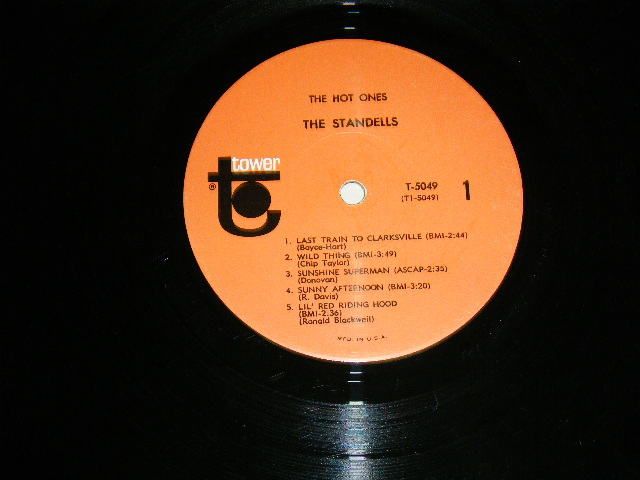 THE HOT ONES
THE STANDELLS
tower
®
t
T-5049
(T1-5049)
1
1. LAST TRAIN TO CLARKSVILLE (BMI-2:44)
(Boyce-Hart)
2. WILD THING (BMI-3:49)
(Chip Taylor)
3. SUNSHINE SUPERMAN (ASCAP-2:35)
(Donovan)
4. SUNNY AFTERNOON (BMI-3:20)
(R. Davis)
5. LIL' RED RIDING HOOD
(BMI-2:36)
(Ronald Blackwell)
MFD. IN U.S.A.